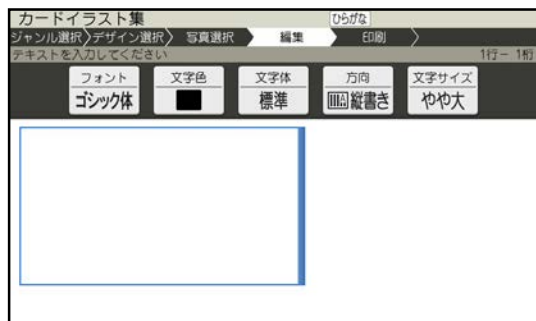 カードイラスト集 ひらがな
ジャンル選択〉デザイン選択〉 写真選択 編集 印刷
テキストを入力してください 1行ー 1桁
フォント 文字色 文字体 方向 文字サイズ
ゴシック体 標準 縦書き やや大